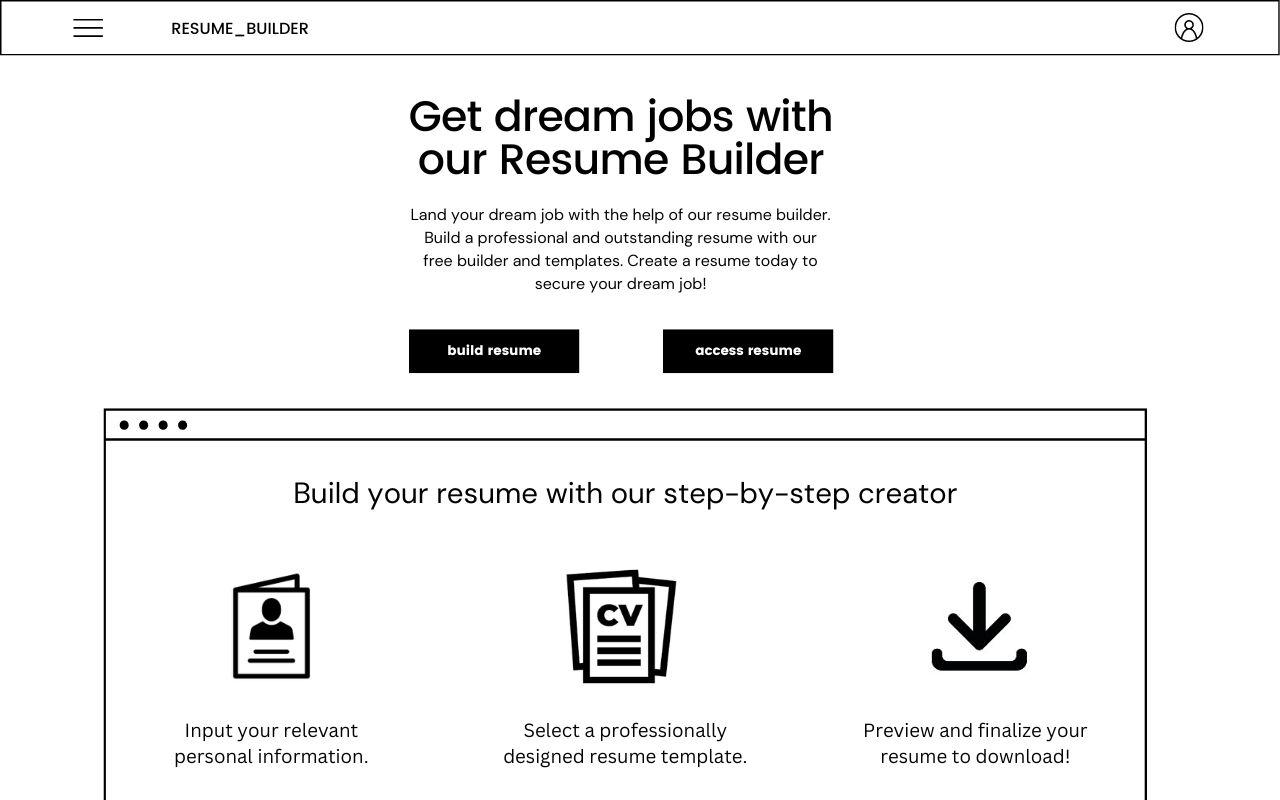 RESUME_BUILDER
Get dream jobs with
our Resume Builder
Land your dream job with the help of our resume builder.
Build a professional and outstanding resume with our
free builder and templates. Create a resume today to
secure your dream job!
build resume
access resume
Build your resume with our step-by-step creator
CV
Input your relevant
personal information.
Select a professionally
designed resume template.
Preview and finalize your
resume to download!